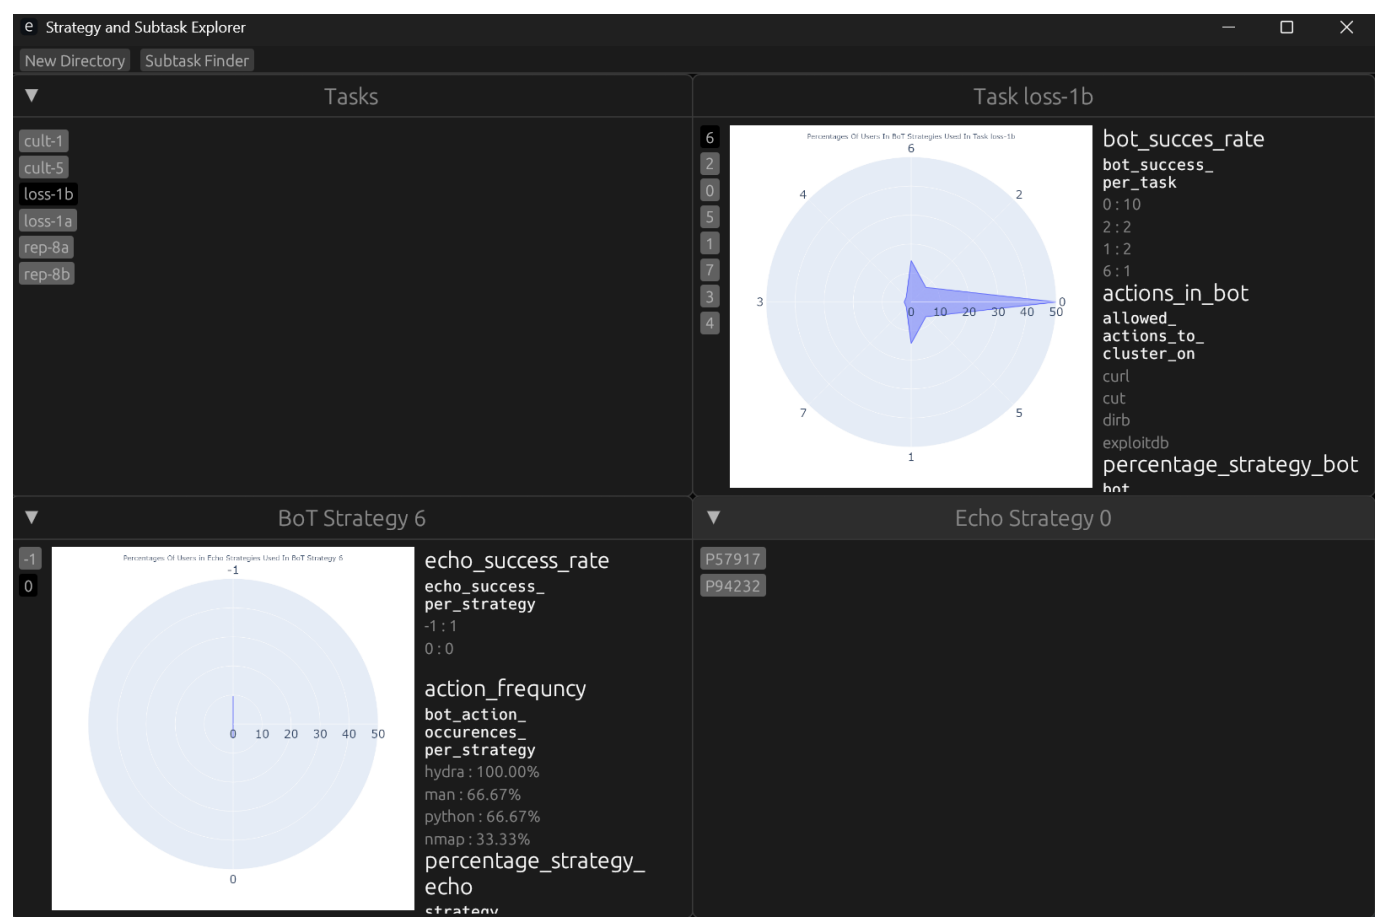 e Strategy and Subtask Explorer
New Directory Subtask Finder
Tasks
cult-1
cult-5
loss-1b
loss-1a
rep-8a
rep-8b
Task loss-1b
6
2
0
5
1
7
3
4
Percentages Of Users In BoT Strategies Used In Task loss-1b
6
4 2
3 0
0 10 20 30 40 50
7 5
1
bot_succes_rate
bot_success_
per_task
0 : 10
2 : 2
1 : 2
6 : 1
actions_in_bot
allowed_
actions_to_
cluster_on
curl
cut
dirb
exploitdb
percentage_strategy_bot
bot
BoT Strategy 6
-1
0
Percentages Of Users in Echo Strategies Used In BoT Strategy 6
-1
0 10 20 30 40 50
0
echo_success_rate
echo_success_
per_strategy
-1 : 1
0 : 0
action_frequncy
bot_action_
occurences_
per_strategy
hydra : 100.00%
man : 66.67%
python : 66.67%
nmap : 33.33%
percentage_strategy_
echo
strategy
Echo Strategy 0
P57917
P94232